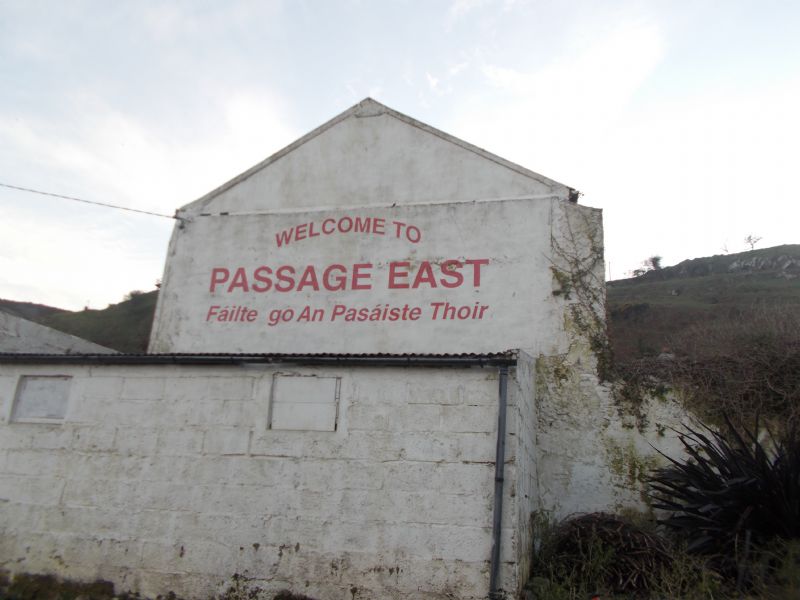 WELCOME TO
PASSAGE EAST
Fáilte go An Pasáiste Thoir